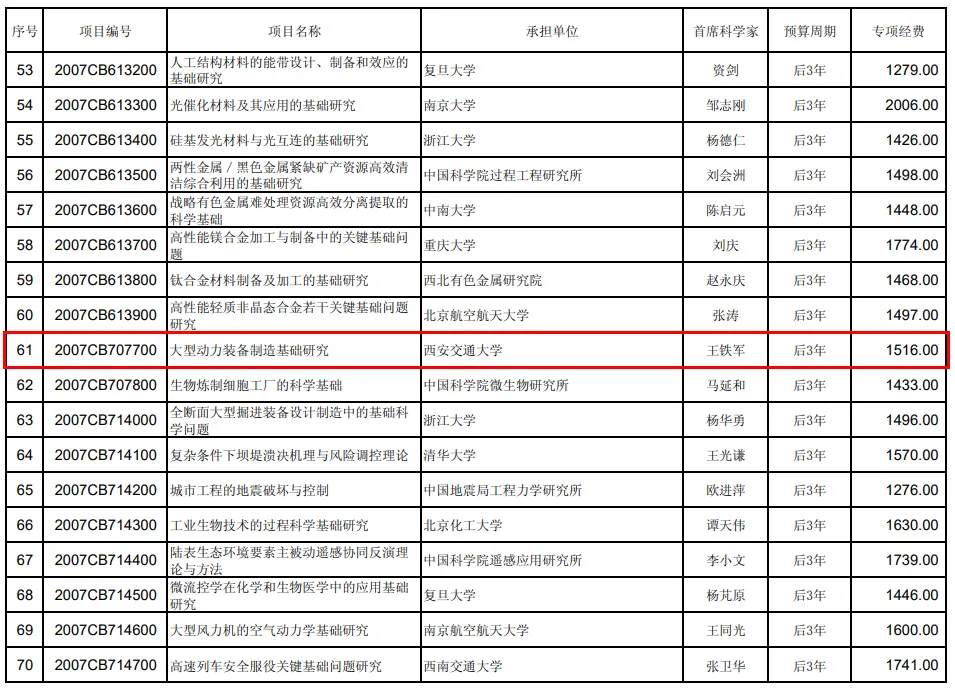 序号 项目编号 项目名称 承担单位 首席科学家 预算周期 专项经费
53 2007CB613200 人工结构材料的能带设计、制备和效应的
基础研究 复旦大学 资剑 后3年 1279.00
54 2007CB613300 光催化材料及其应用的基础研究 南京大学 邹志刚 后3年 2006.00
55 2007CB613400 硅基发光材料与光互连的基础研究 浙江大学 杨德仁 后3年 1426.00
56 2007CB613500 两性金属/黑色金属紧缺矿产资源高效清
洁综合利用的基础研究 中国科学院过程工程研究所 刘会洲 后3年 1498.00
57 2007CB613600 战略有色金属难处理资源高效分离提取的
科学基础 中南大学 陈启元 后3年 1448.00
58 2007CB613700 高性能镁合金加工与制备中的关键基础问
题 重庆大学 刘庆 后3年 1774.00
59 2007CB613800 钛合金材料制备及加工的基础研究 西北有色金属研究院 赵永庆 后3年 1468.00
60 2007CB613900 高性能轻质非晶态合金若干关键基础问题
研究 北京航空航天大学 张涛 后3年 1497.00
61 2007CB707700 大型动力装备制造基础研究 西安交通大学 王铁军 后3年 1516.00
62 2007CB707800 生物炼制细胞工厂的科学基础 中国科学院微生物研究所 马延和 后3年 1433.00
63 2007CB714000 全断面大型掘进装备设计制造中的基础科
学问题 浙江大学 杨华勇 后3年 1496.00
64 2007CB714100 复杂条件下坝堤溃决机理与风险调控理论 清华大学 王光谦 后3年 1570.00
65 2007CB714200 城市工程的地震破坏与控制 中国地震局工程力学研究所 欧进萍 后3年 1276.00
66 2007CB714300 工业生物技术的过程科学基础研究 北京化工大学 谭天伟 后3年 1630.00
67 2007CB714400 陆表生态环境要素主被动遥感协同反演理
论与方法 中国科学院遥感应用研究所 李小文 后3年 1739.00
68 2007CB714500 微流控学在化学和生物医学中的应用基础
研究 复旦大学 杨芃原 后3年 1446.00
69 2007CB714600 大型风力机的空气动力学基础研究 南京航空航天大学 王同光 后3年 1600.00
70 2007CB714700 高速列车安全服役关键基础问题研究 西南交通大学 张卫华 后3年 1741.00